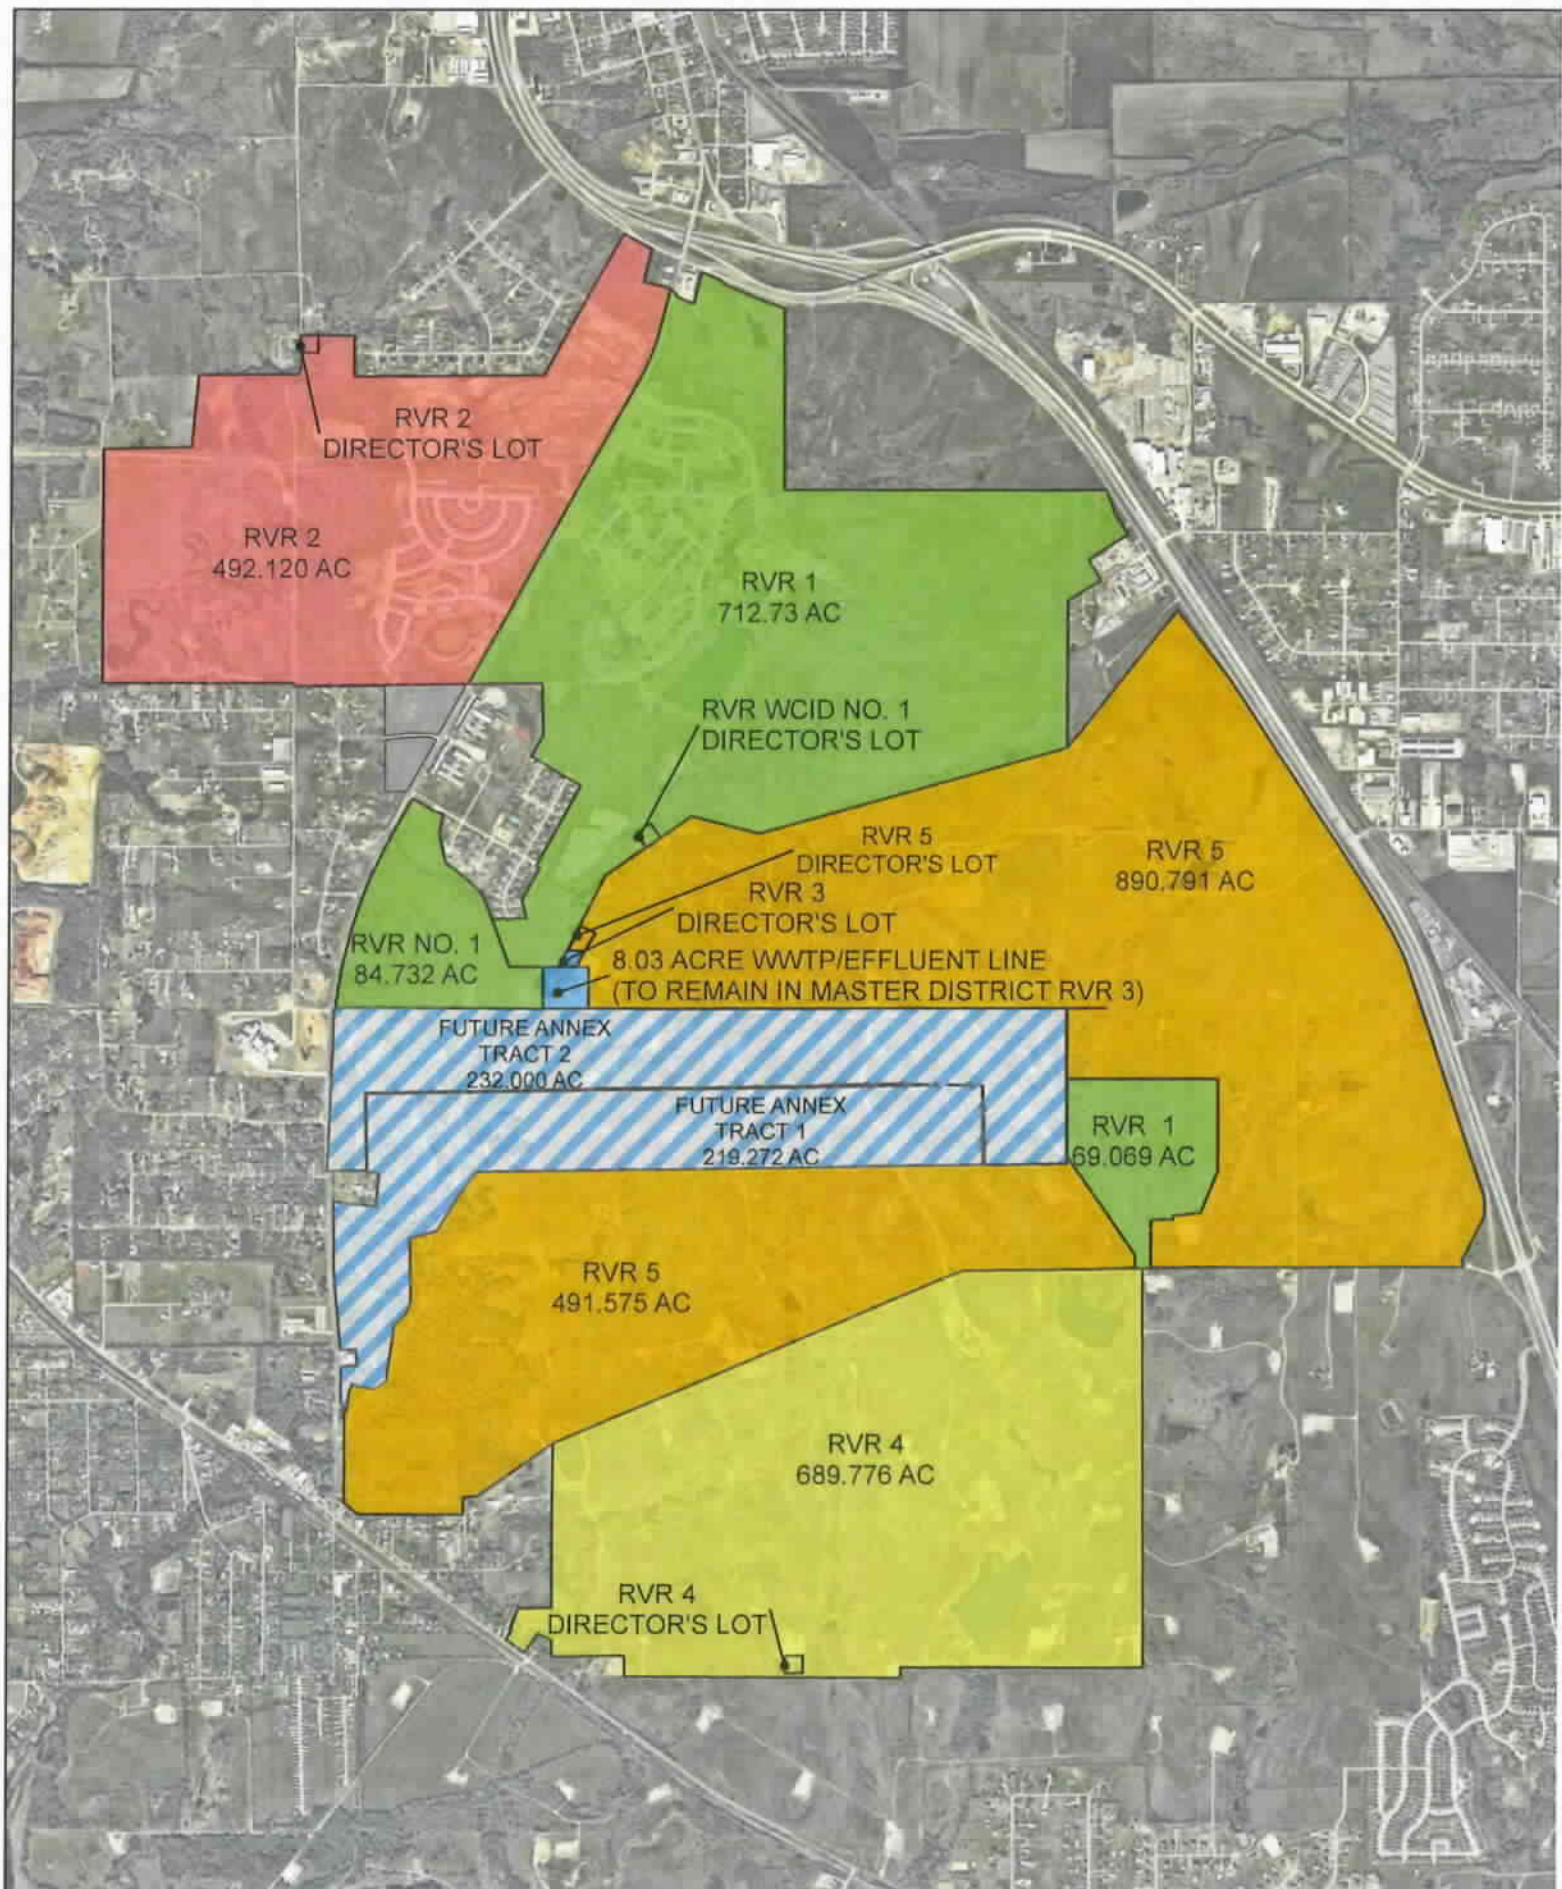 RVR 2
DIRECTOR'S LOT
RVR 2
492.120 AC
RVR 1
712.73 AC
RVR WCID NO. 1
DIRECTOR'S LOT
RVR 5
DIRECTOR'S LOT
RVR 5
890.791 AC
RVR 3
DIRECTOR'S LOT
RVR NO. 1
84.732 AC
8.03 ACRE WWTP/EFFLUENT LINE
(TO REMAIN IN MASTER DISTRICT RVR 3)
FUTURE ANNEX
TRACT 2
232.000 AC
FUTURE ANNEX
TRACT 1
219.272 AC
RVR 1
69.069 AC
RVR 5
491.575 AC
RVR 4
689.776 AC
RVR 4
DIRECTOR'S LOT